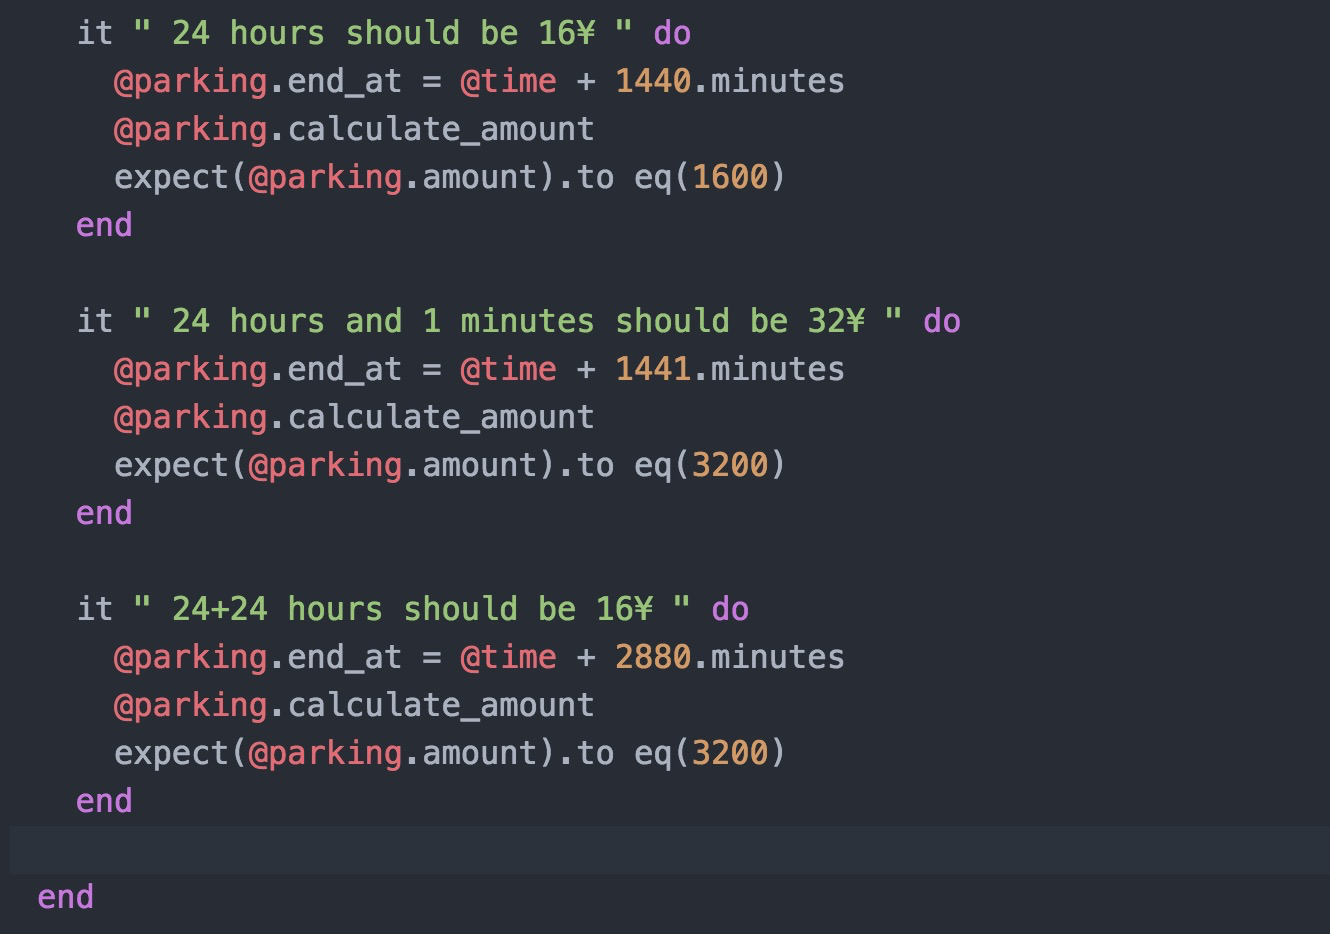 it " 24 hours should be 16¥ " do
@parking.end_at = @time + 1440.minutes
@parking.calculate_amount
expect(@parking.amount).to eq(1600)
end
it " 24 hours and 1 minutes should be 32¥ " do
@parking.end_at = @time + 1441.minutes
@parking.calculate_amount
expect(@parking.amount).to eq(3200)
end
it " 24+24 hours should be 16¥ " do
@parking.end_at = @time + 2880.minutes
@parking.calculate_amount
expect(@parking.amount).to eq(3200)
end
end